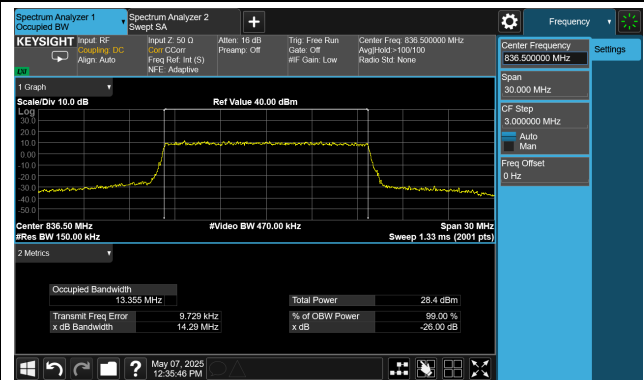 Spectrum Analyzer 1
Occupied BW
Spectrum Analyzer 2
Swept SA
Frequency
KEYSIGHT
Input: RF
Coupling: DC
Align: Auto
Input Z: 50 Ω
Corr CCorr
Freq Ref: Int (S)
NFE: Adaptive
Atten: 16 dB
Preamp: Off
Trig: Free Run
Gate: Off
#IF Gain: Low
Center Freq: 836.500000 MHz
Avg|Hold:>100/100
Radio Std: None
LXI
Center Frequency
836.500000 MHz
Settings
Span
30.000 MHz
CF Step
3.000000 MHz
Auto
Man
Freq Offset
0 Hz
1 Graph
Scale/Div 10.0 dB
Ref Value 40.00 dBm
Log
30.0
20.0
10.0
0.00
-10.0
-20.0
-30.0
-40.0
-50.0
Center 836.50 MHz
#Video BW 470.00 kHz
Span 30 MHz
#Res BW 150.00 kHz
Sweep 1.33 ms (2001 pts)
2 Metrics
Occupied Bandwidth
13.355 MHz
Total Power 28.4 dBm
Transmit Freq Error 9.729 kHz
% of OBW Power 99.00 %
x dB Bandwidth 14.29 MHz
x dB -26.00 dB
May 07, 2025
12:35:46 PM